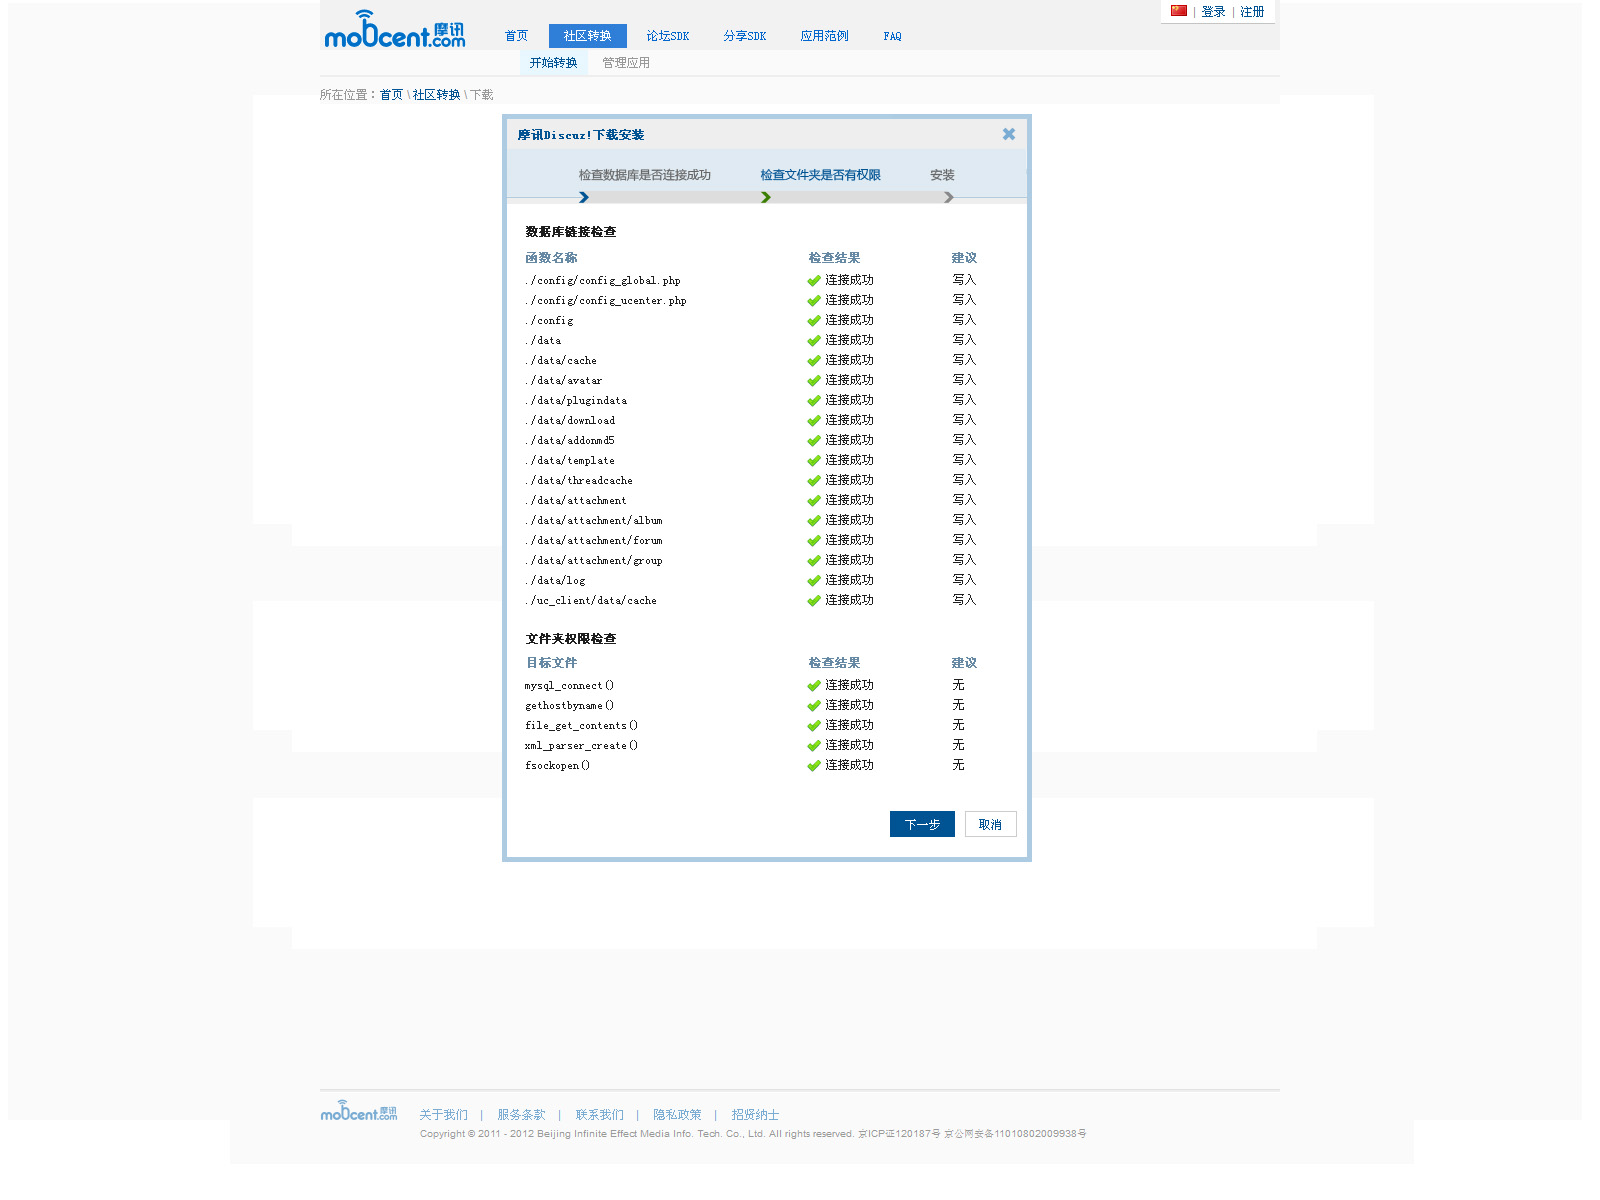 登录 | 注册
mobcent.com 摩讯
首页 社区转换 论坛SDK 分享SDK 应用范例 FAQ
开始转换 管理应用
所在位置：首页 \ 社区转换 \ 下载
摩讯Discuz!下载安装
检查数据库是否连接成功 检查文件夹是否有权限 安装
数据库链接检查
函数名称 检查结果 建议
./config/config_global.php 连接成功 写入
./config/config_ucenter.php 连接成功 写入
./config 连接成功 写入
./data 连接成功 写入
./data/cache 连接成功 写入
./data/avatar 连接成功 写入
./data/plugindata 连接成功 写入
./data/download 连接成功 写入
./data/addonmd5 连接成功 写入
./data/template 连接成功 写入
./data/threadcache 连接成功 写入
./data/attachment 连接成功 写入
./data/attachment/album 连接成功 写入
./data/attachment/forum 连接成功 写入
./data/attachment/group 连接成功 写入
./data/log 连接成功 写入
./uc_client/data/cache 连接成功 写入
文件夹权限检查
目标文件 检查结果 建议
mysql_connect() 连接成功 无
gethostbyname() 连接成功 无
file_get_contents() 连接成功 无
xml_parser_create() 连接成功 无
fsockopen() 连接成功 无
下一步 取消
mobcent.com 摩讯
关于我们 | 服务条款 | 联系我们 | 隐私政策 | 招贤纳士
Copyright © 2011 - 2012 Beijing Infinite Effect Media Info. Tech. Co., Ltd. All rights reserved. 京ICP证120187号 京公网安备11010802009938号